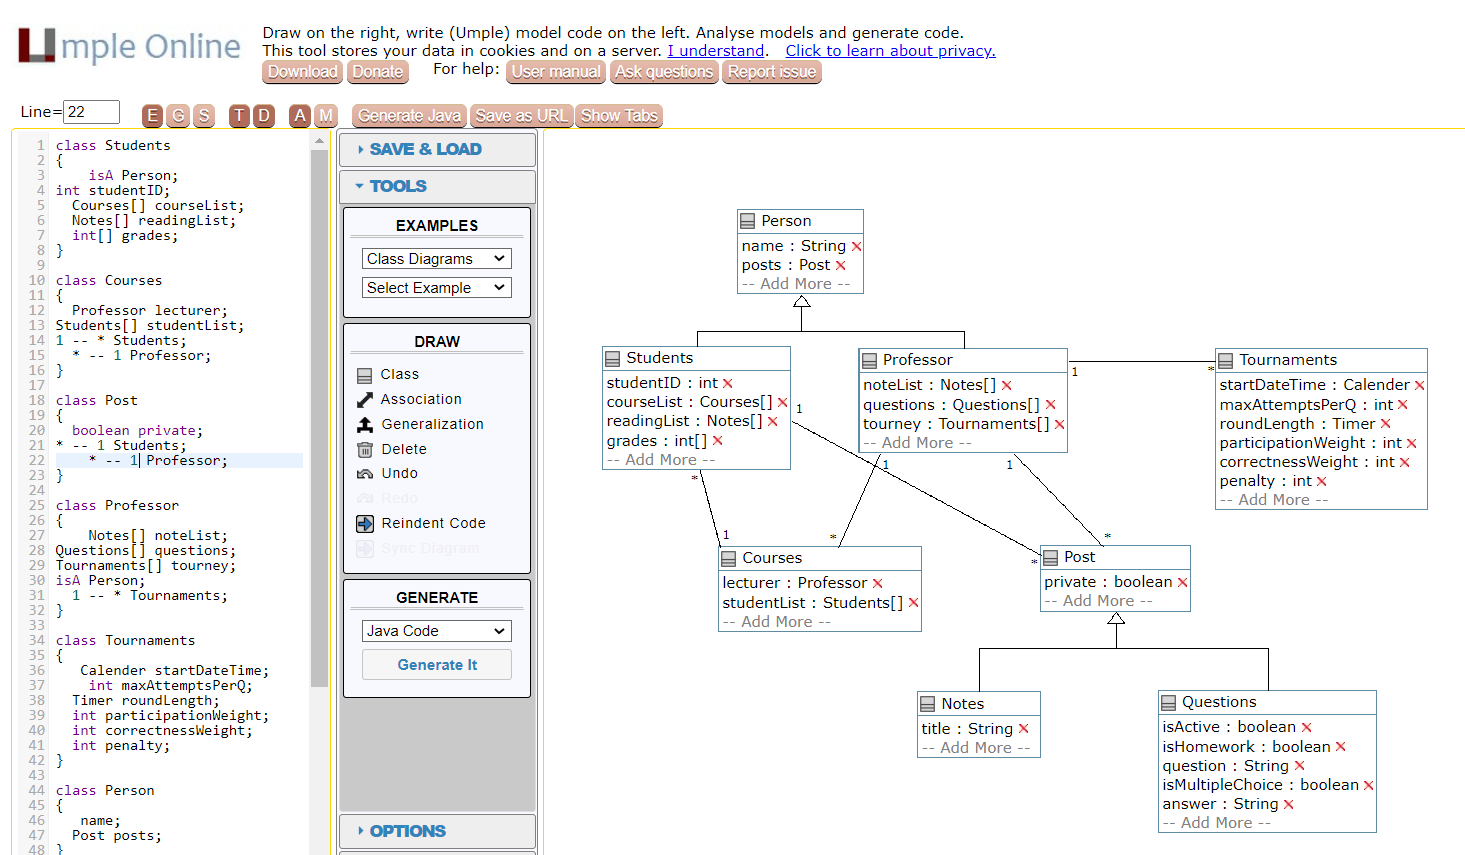 Umple Online
Draw on the right, write (Umple) model code on the left. Analyse models and generate code.
This tool stores your data in cookies and on a server. I understand. Click to learn about privacy.
Download Donate For help: User manual Ask questions Report issue
Line= 22 E G S T D A M Generate Java Save as URL Show Tabs
1 class Students
2 {
3 isA Person;
4 int studentID;
5 Courses[] courseList;
6 Notes[] readingList;
7 int[] grades;
8 }
9
10 class Courses
11 {
12 Professor lecturer;
13 Students[] studentList;
14 1 -- * Students;
15 * -- 1 Professor;
16 }
17
18 class Post
19 {
20 boolean private;
21 * -- 1 Students;
22 * -- 1 Professor;
23 }
24
25 class Professor
26 {
27 Notes[] noteList;
28 Questions[] questions;
29 Tournaments[] tourney;
30 isA Person;
31 1 -- * Tournaments;
32 }
33
34 class Tournaments
35 {
36 Calender startDateTime;
37 int maxAttemptsPerQ;
38 Timer roundLength;
39 int participationWeight;
40 int correctnessWeight;
41 int penalty;
42 }
43
44 class Person
45 {
46 name;
47 Post posts;
48 }
SAVE & LOAD
TOOLS
EXAMPLES
Class Diagrams
Select Example
DRAW
Class
Association
Generalization
Delete
Undo
Redo
Reindent Code
Sync Diagram
GENERATE
Java Code
Generate It
OPTIONS
Person
name : String
posts : Post
-- Add More --
Students
studentID : int
courseList : Courses[]
readingList : Notes[]
grades : int[]
-- Add More --
1
*
Professor
noteList : Notes[]
questions : Questions[]
tourney : Tournaments[]
-- Add More --
1
*
1
1
Tournaments
startDateTime : Calender
maxAttemptsPerQ : int
roundLength : Timer
participationWeight : int
correctnessWeight : int
penalty : int
-- Add More --
1
*
*
*
Courses
lecturer : Professor
studentList : Students[]
-- Add More --
Post
private : boolean
-- Add More --
Notes
title : String
-- Add More --
Questions
isActive : boolean
isHomework : boolean
question : String
isMultipleChoice : boolean
answer : String
-- Add More --